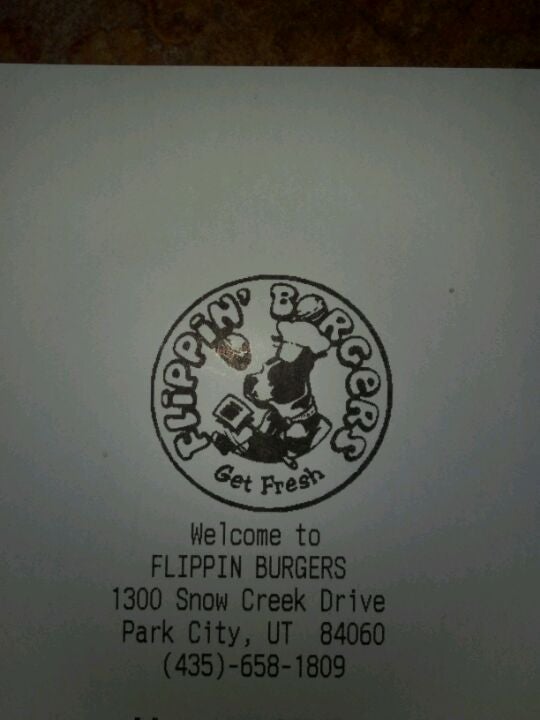 FLiPPiN' BURGERS
Get Fresh
Welcome to
FLIPPIN BURGERS
1300 Snow Creek Drive
Park City, UT 84060
(435)-658-1809